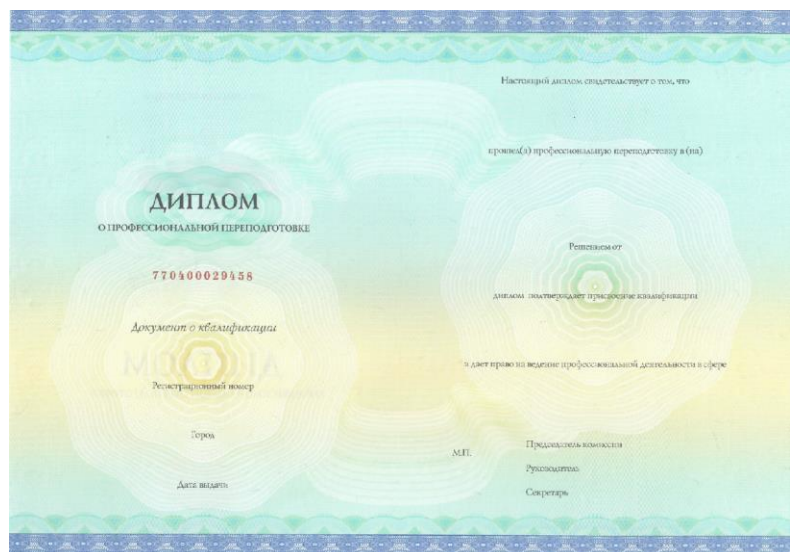 ДИПЛОМ
О ПРОФЕССИОНАЛЬНОЙ ПЕРЕПОДГОТОВКЕ
770400029458
Документ о квалификации
Регистрационный номер
Город
Дата выдачи
Настоящий диплом свидетельствует о том, что
прошел(а) профессиональную переподготовку в (на)
Решением от
диплом подтверждает присвоение квалификации
и дает право на ведение профессиональной деятельности в сфере
М.П.
Председатель комиссии
Руководитель
Секретарь